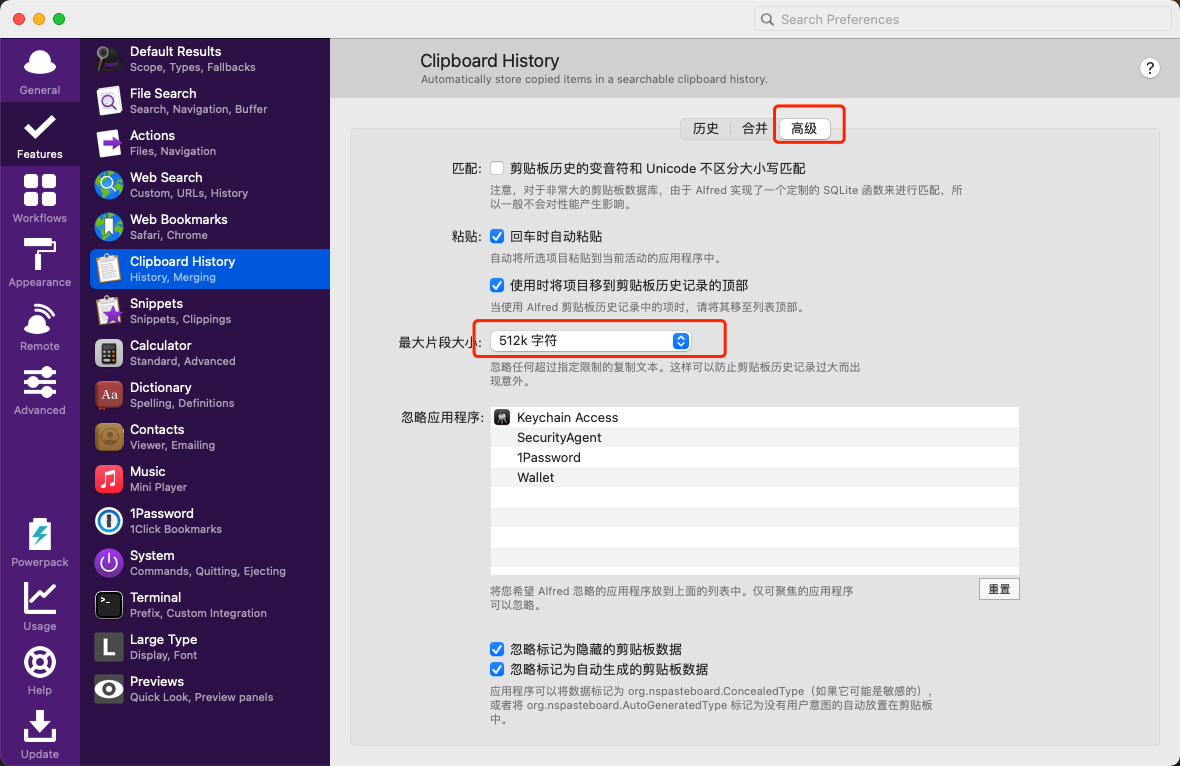 Search Preferences
General
Features
Workflows
Appearance
Remote
Advanced
Powerpack
Usage
Help
Update
Default Results
Scope, Types, Fallbacks
File Search
Search, Navigation, Buffer
Actions
Files, Navigation
Web Search
Custom, URLs, History
Web Bookmarks
Safari, Chrome
Clipboard History
History, Merging
Snippets
Snippets, Clippings
Calculator
Standard, Advanced
Aa
Dictionary
Spelling, Definitions
Contacts
Viewer, Emailing
Music
Mini Player
1Password
1Click Bookmarks
System
Commands, Quitting, Ejecting
Terminal
Prefix, Custom Integration
L
Large Type
Display, Font
Previews
Quick Look, Preview panels
Clipboard History
Automatically store copied items in a searchable clipboard history.
?
历史 合并 高级
匹配: 剪贴板历史的变音符和 Unicode 不区分大小写匹配
注意，对于非常大的剪贴板数据库，由于 Alfred 实现了一个定制的 SQLite 函数来进行匹配，所
以一般不会对性能产生影响。
粘贴: 回车时自动粘贴
自动将所选项目粘贴到当前活动的应用程序中。
使用时将项目移到剪贴板历史记录的顶部
当使用 Alfred 剪贴板历史记录中的项时，请将其移至列表顶部。
最大片段大小: 512k 字符
忽略任何超过指定限制的复制文本。这样可以防止剪贴板历史记录过大而出
现意外。
忽略应用程序: Keychain Access
SecurityAgent
1Password
Wallet
将您希望 Alfred 忽略的应用程序放到上面的列表中。仅可聚焦的应用程序
可以忽略。
重置
忽略标记为隐藏的剪贴板数据
忽略标记为自动生成的剪贴板数据
应用程序可以将数据标记为 org.nspasteboard.ConcealedType（如果它可能是敏感的），
或者将 org.nspasteboard.AutoGeneratedType 标记为没有用户意图的自动放置在剪贴板
中。